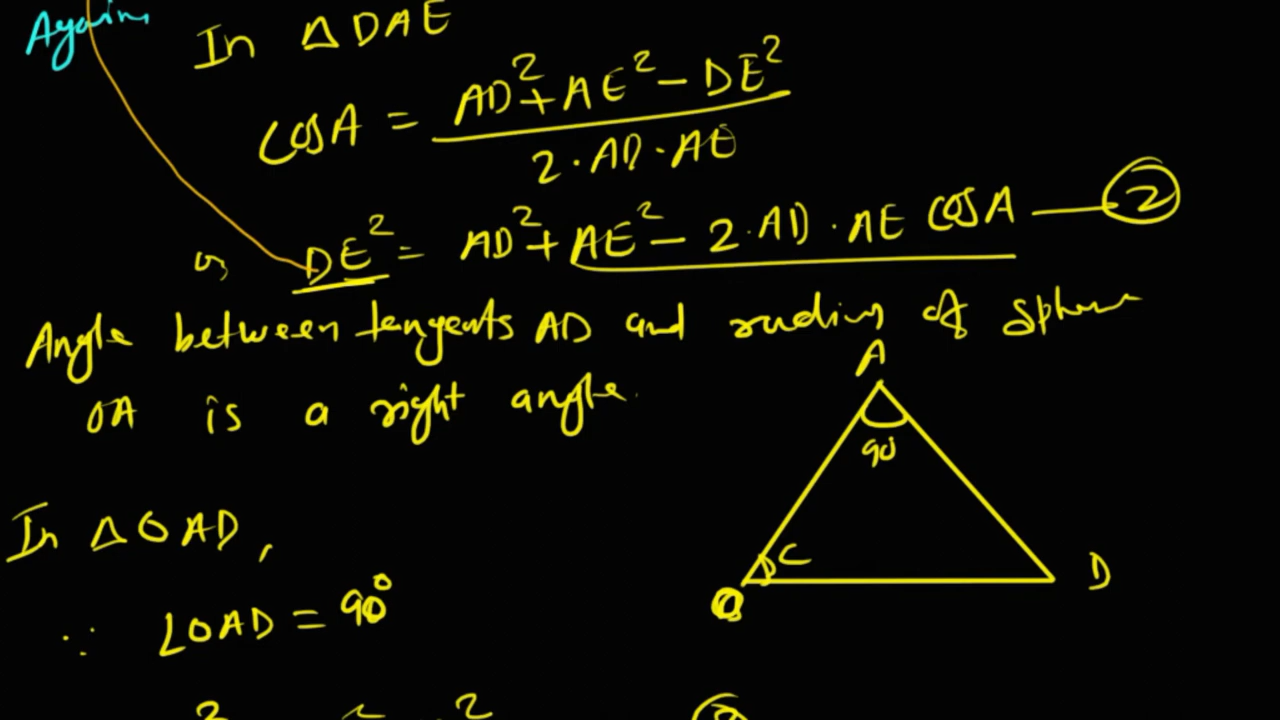 Again
In ΔDAE
COSA = (AD²+AE²−DE²)/(2·AD·AE)
or DE² = AD²+AE²−2·AD·AE COSA — ②
Angle between tangents AD and radius of sphere
OA is a right angle.
A
90
C
O
D
In ΔOAD,
∵ ∠OAD = 90°